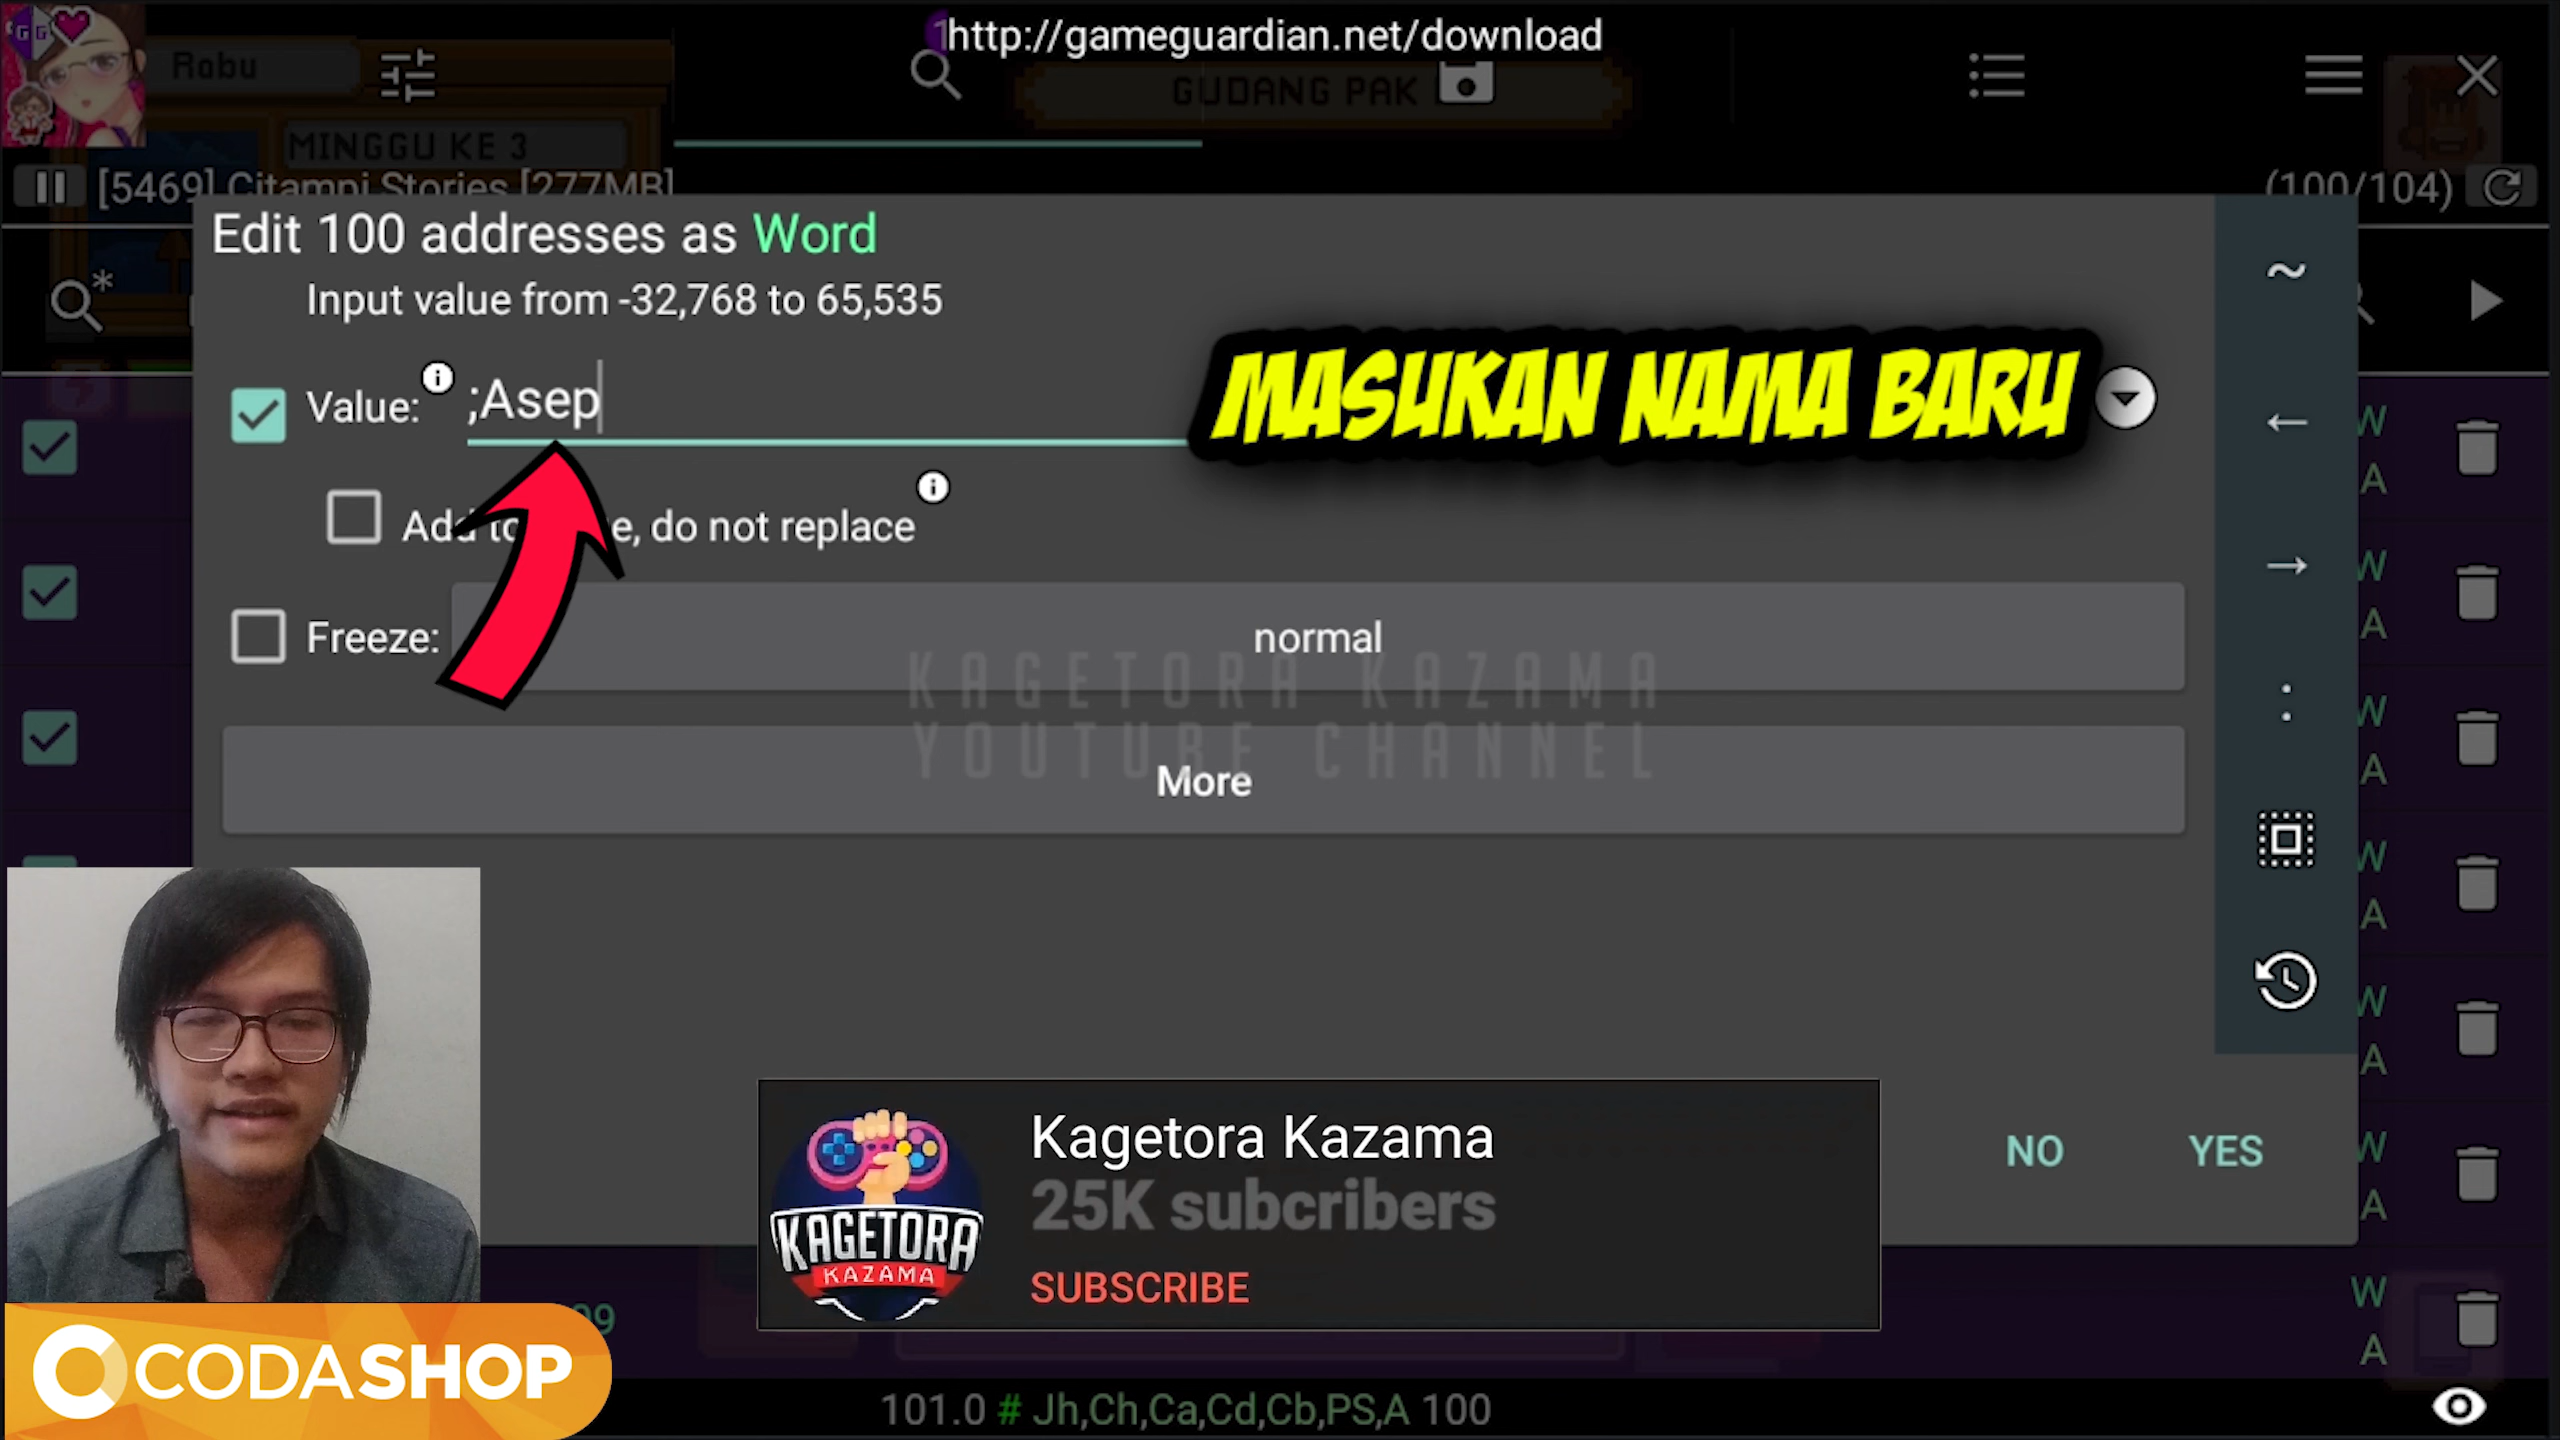 http://gameguardian.net/download
Rabu
GUDANG PAK
MINGGU KE 3
[5469] Citampi Stories [277MB]
(100/104)
Edit 100 addresses as Word
Input value from -32,768 to 65,535
Value: ;Asep
MASUKAN NAMA BARU
do not replace
Freeze: normal
KAGETORA KAZAMA
YOUTUBE CHANNEL
More
W
A
W
A
W
A
W
A
W
A
W
A
W
A
NO YES
Kagetora Kazama
25K subcribers
SUBSCRIBE
KAGETORA
KAZAMA
CODASHOP
101.0 # Jh,Ch,Ca,Cd,Cb,PS,A 100